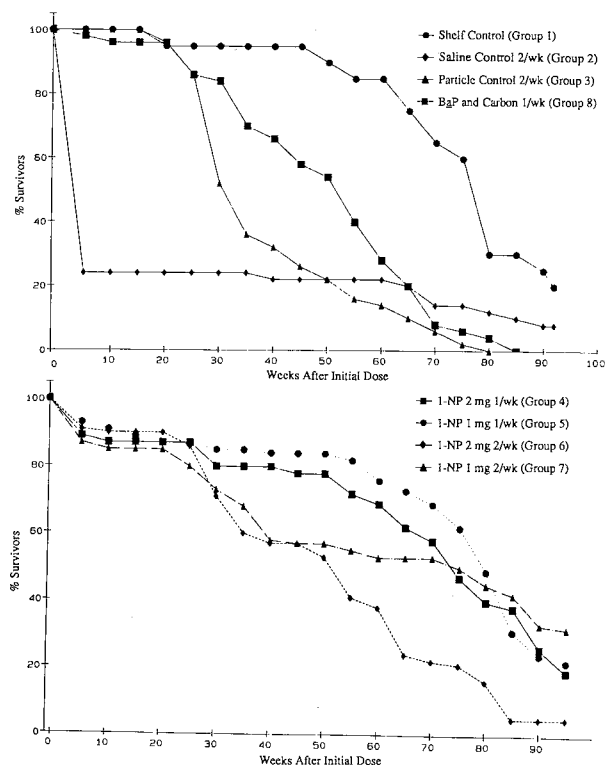 100
80
60
40
20
0
% Survivors
Shelf Control (Group 1)
Saline Control 2/wk (Group 2)
Particle Control 2/wk (Group 3)
BaP and Carbon 1/wk (Group 8)
0 10 20 30 40 50 60 70 80 90 100
Weeks After Initial Dose
100
80
60
40
20
0
% Survivors
1-NP 2 mg 1/wk (Group 4)
1-NP 1 mg 1/wk (Group 5)
1-NP 2 mg 2/wk (Group 6)
1-NP 1 mg 2/wk (Group 7)
0 10 20 30 40 50 60 70 80 90
Weeks After Initial Dose